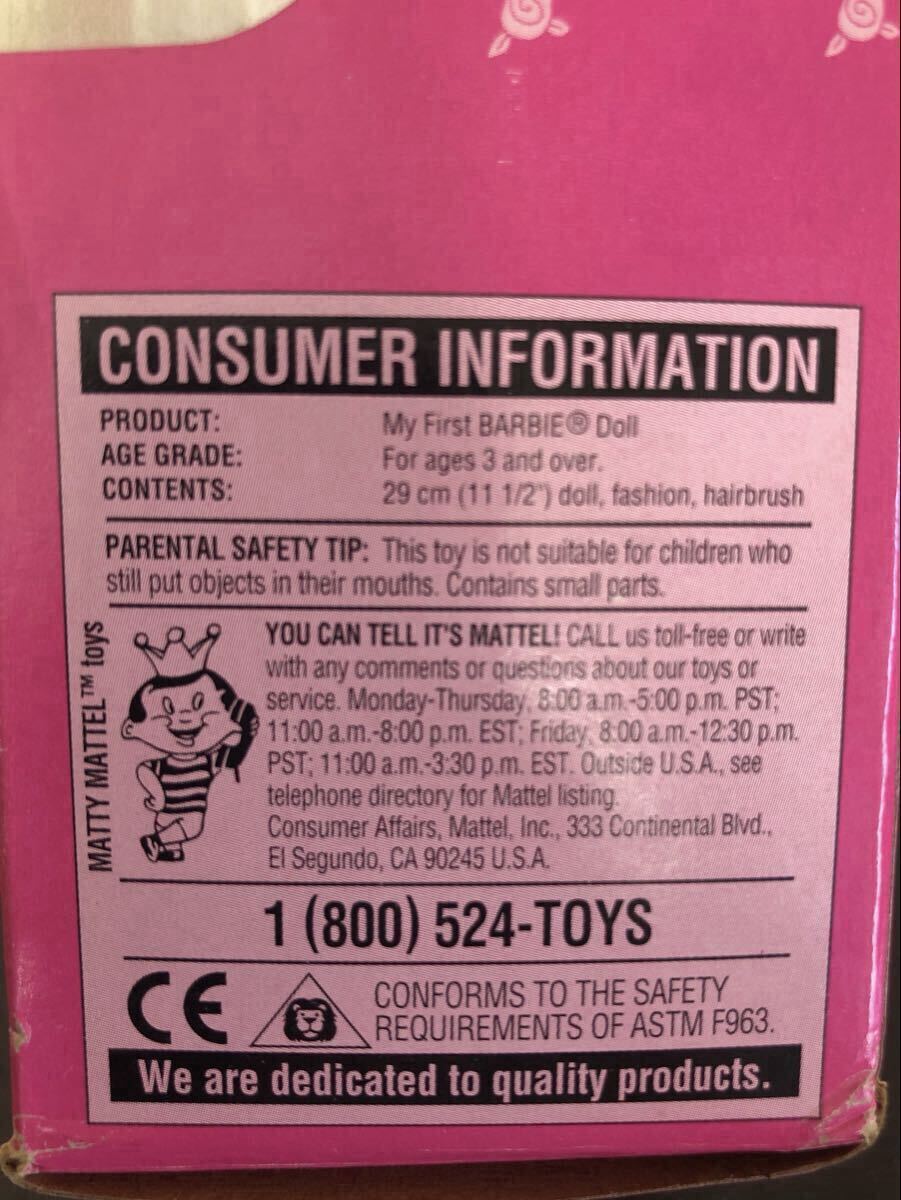 CONSUMER INFORMATION
PRODUCT: My First BARBIE® Doll
AGE GRADE: For ages 3 and over.
CONTENTS: 29 cm (11 1/2") doll, fashion, hairbrush
PARENTAL SAFETY TIP: This toy is not suitable for children who
still put objects in their mouths. Contains small parts.
MATTY MATTEL™ toys
YOU CAN TELL IT'S MATTEL! CALL us toll-free or write
with any comments or questions about our toys or
service. Monday-Thursday, 8:00 a.m.-5:00 p.m. PST;
11:00 a.m.-8:00 p.m. EST; Friday, 8:00 a.m.-12:30 p.m.
PST; 11:00 a.m.-3:30 p.m. EST. Outside U.S.A., see
telephone directory for Mattel listing.
Consumer Affairs, Mattel, Inc., 333 Continental Blvd.,
El Segundo, CA 90245 U.S.A.
1 (800) 524-TOYS
CE
CONFORMS TO THE SAFETY
REQUIREMENTS OF ASTM F963.
We are dedicated to quality products.